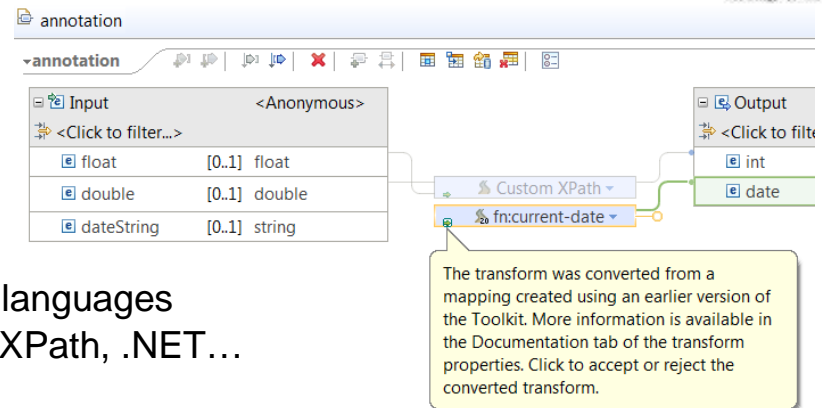 annotation
annotation
Input <Anonymous>
<Click to filter...>
float [0..1] float
double [0..1] double
dateString [0..1] string
Custom XPath
fn:current-date
Output
<Click to filte
int
date
The transform was converted from a
mapping created using an earlier version of
the Toolkit. More information is available in
the Documentation tab of the transform
properties. Click to accept or reject the
converted transform.
languages
XPath, .NET…